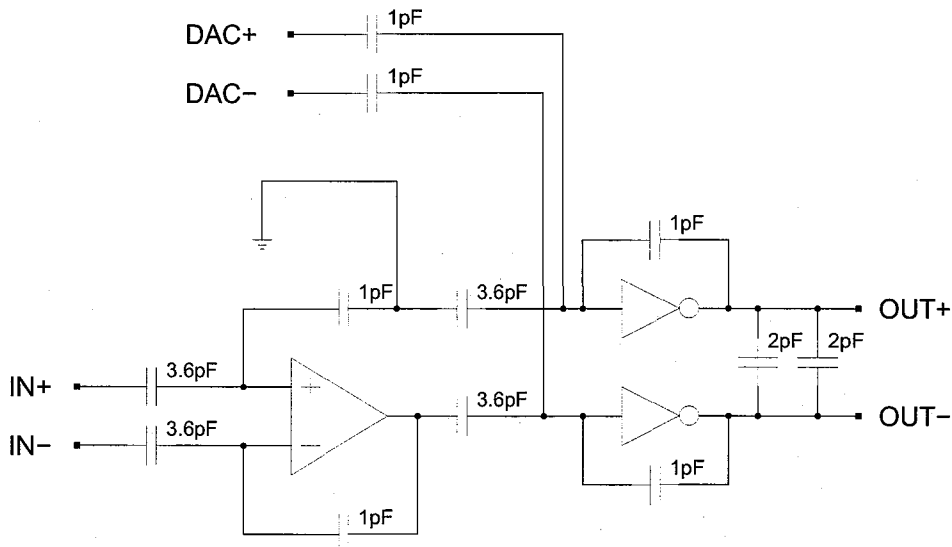 DAC+
1pF
DAC−
1pF
1pF
1pF
3.6pF
OUT+
2pF
2pF
IN+
3.6pF
+
3.6pF
OUT−
IN−
3.6pF
−
1pF
1pF